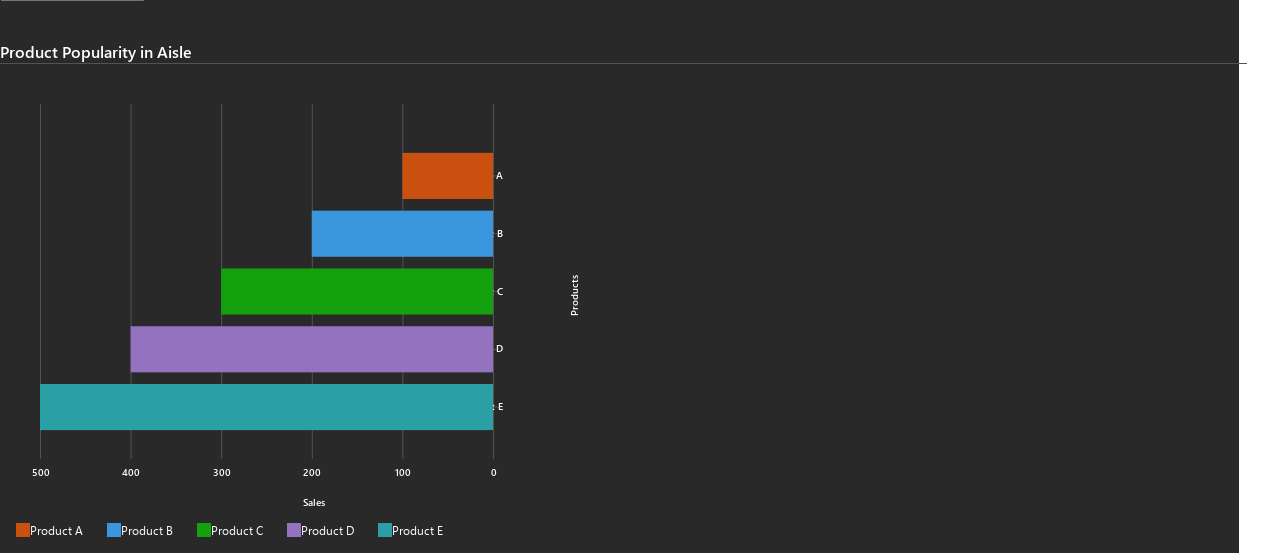 Product Popularity in Aisle
A
B
C
D
E
Products
500 400 300 200 100 0
Sales
Product A Product B Product C Product D Product E